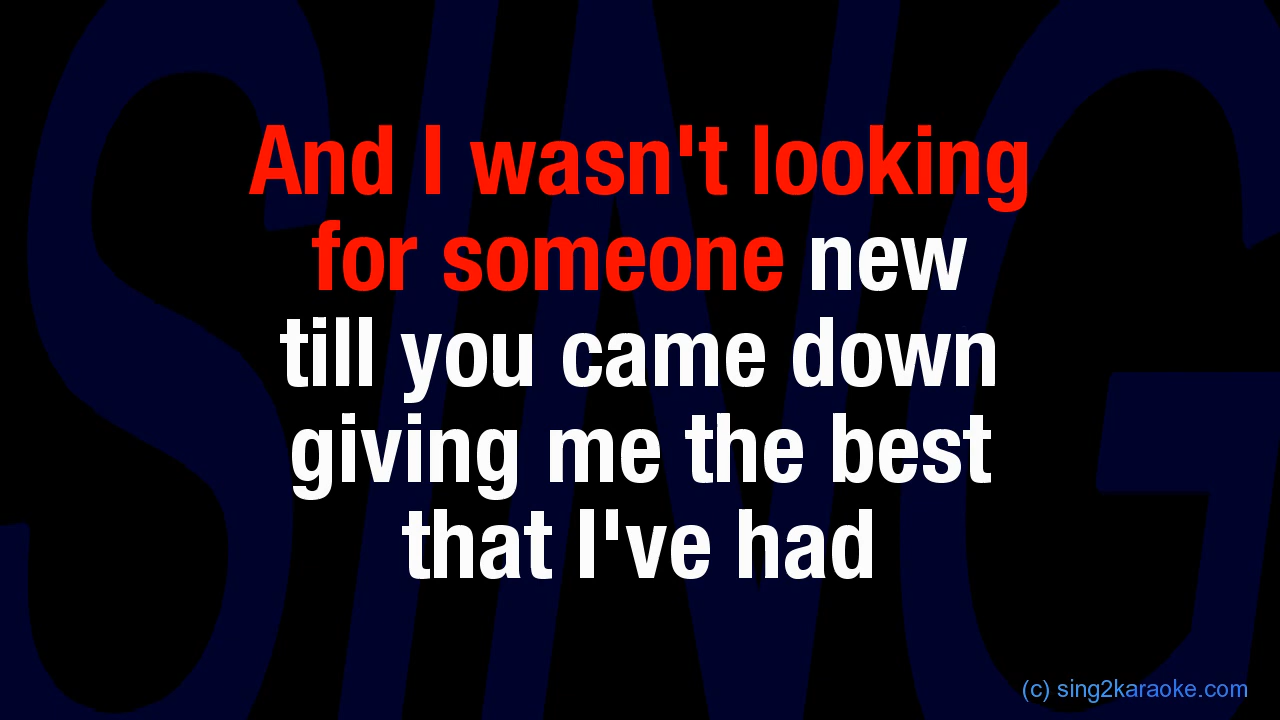 SING
And I wasn't looking
for someone new
till you came down
giving me the best
that I've had
(c) sing2karaoke.com